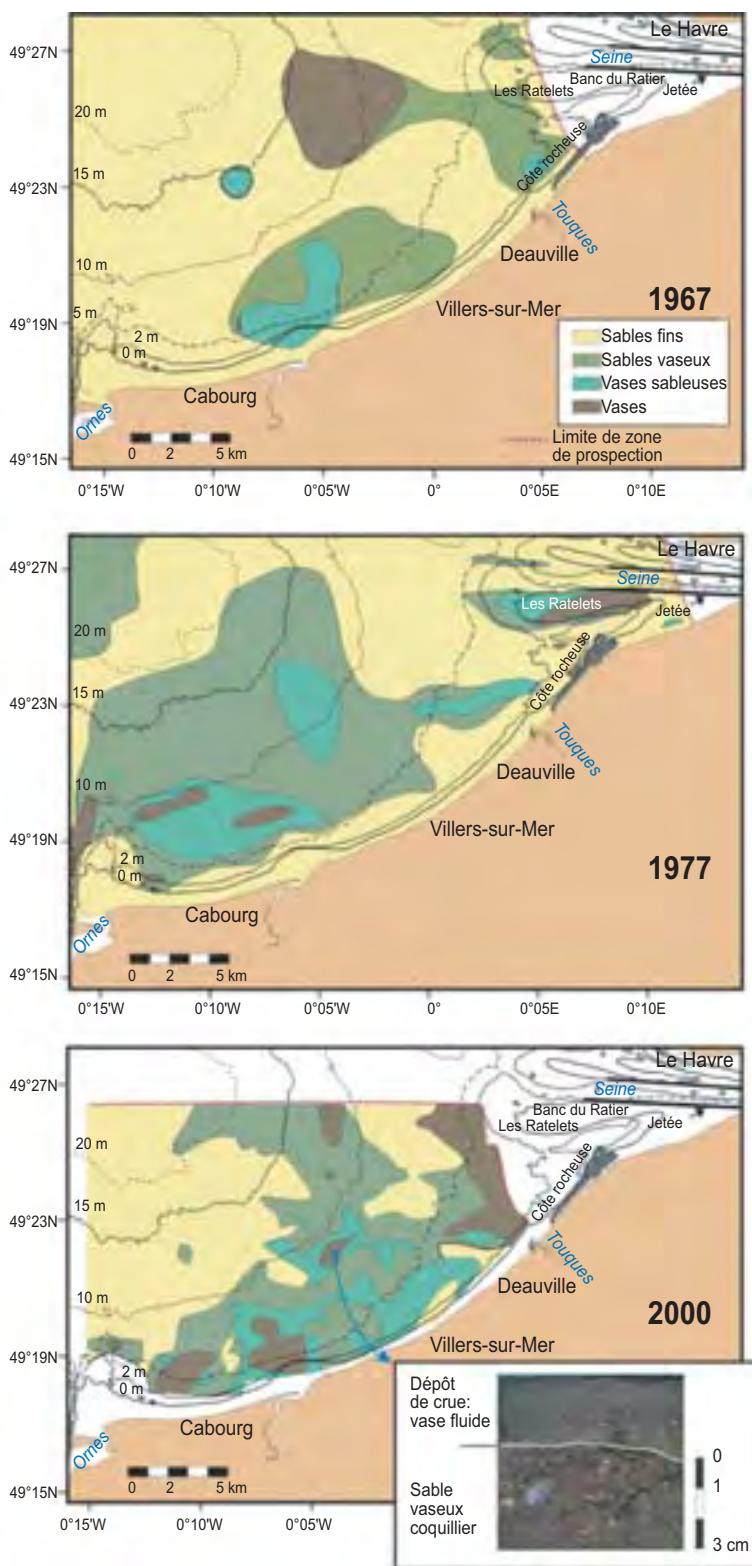 Le Havre
49°27N
Seine
Banc du Ratier
Les Ratelets
Jetée
20 m
Côte rocheuse
49°23N
15 m
Touques
Deauville
10 m
1967
5 m
Villers-sur-Mer
49°19N
2 m
0 m
Sables fins
Sables vaseux
Vases sableuses
Vases
Cabourg
Ornes
Limite de zone
de prospection
0 2 5 km
49°15N
0°15'W 0°10'W 0°05'W 0° 0°05E 0°10E
Le Havre
49°27N
Seine
Les Ratelets
Jetée
20 m
Côte rocheuse
15 m
49°23N
Touques
Deauville
10 m
Villers-sur-Mer
49°19N
2 m
0 m
1977
Cabourg
Ornes
0 2 5 km
49°15N
0°15'W 0°10'W 0°05'W 0° 0°05E 0°10E
Le Havre
49°27N
Seine
Banc du Ratier
Les Ratelets
Jetée
20 m
Côte rocheuse
15 m
49°23N
Touques
Deauville
10 m
2000
Villers-sur-Mer
49°19N
2 m
0 m
Cabourg
Ornes
0 2 5 km
49°15N
0°15'W 0°10'W 0°05'W
Dépôt
de crue:
vase fluide
Sable
vaseux
coquillier
0
1
3 cm